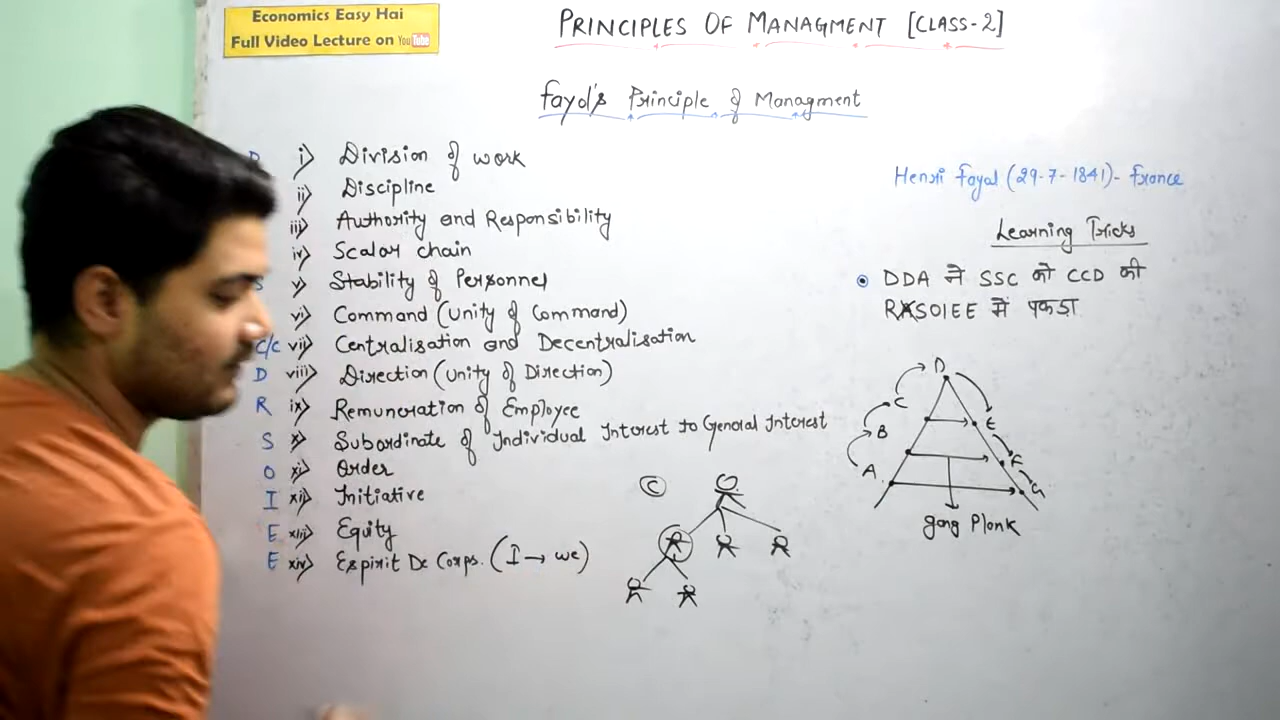 Economics Easy Hai
Full Video Lecture on YouTube
PRINCIPLES OF MANAGMENT [CLASS-2]
Fayol's Principle of Managment
D i) Division of work
ii) Discipline
iii) Authority and Responsibility
iv) Scalar chain
S v) Stability of Personnel
vi) Command (Unity of Command)
C/C vii) Centralisation and Decentralisation
D viii) Direction (Unity of Direction)
R ix) Remuneration of Employee
S x) Subordinate of Individual Interest to General Interest
O xi) Order
I xii) Initiative
E xiii) Equity
E xiv) Espirit De Corps. (I → we)
Henri Fayal (29-7-1841)- France
Learning Tricks
DDA ने SSC को CCD की
RSOIEE में पकड़ा
D
C E
B F
A G
gang Plank
C